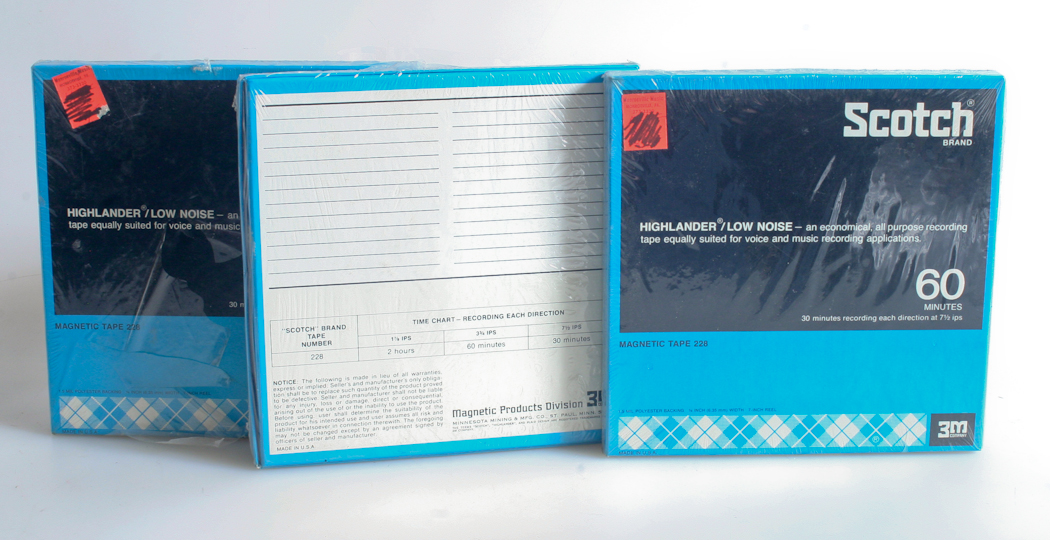 HIGHLANDER®/LOW NOISE – an
tape equally suited for voice and music
30 m
MAGNETIC TAPE 228
"SCOTCH" BRAND
TAPE
NUMBER
TIME CHART – RECORDING EACH DIRECTION
1⅞ IPS
3¾ IPS
7½ IPS
228
2 hours
60 minutes
30 minutes
NOTICE: The following is made in lieu of all warranties,
express or implied: Seller's and manufacturer's only obliga-
tion shall be to replace such quantity of the product proved
to be defective. Seller and manufacturer shall not be liable
for any injury, loss or damage, direct or consequential,
arising out of the use of or the inability to use the product.
Before using, user shall determine the suitability of the
product for his intended use and user assumes all risk and
liability whatsoever in connection therewith. The foregoing
may not be changed except by an agreement signed by
officers of seller and manufacturer.
MADE IN U.S.A.
Magnetic Products Division 3
MINNESOTA MINING & MFG. CO., ST. PAUL, MINN.
Scotch®
BRAND
HIGHLANDER®/LOW NOISE – an economical, all purpose recording
tape equally suited for voice and music recording applications.
60
MINUTES
30 minutes recording each direction at 7½ ips
MAGNETIC TAPE 228
®
3M
COMPANY